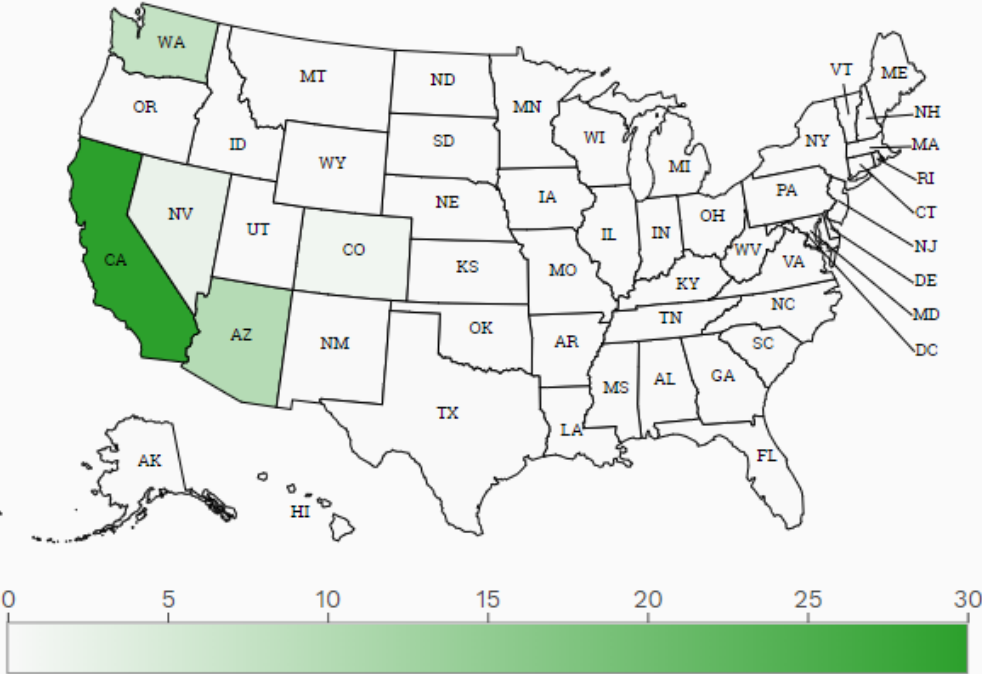 WA
VT
ME
MT
ND
OR
MN
NH
ID
SD
WI
NY
MA
WY
MI
RI
PA
NE
IA
CT
NV
OH
UT
IL
IN
NJ
CO
WV
CA
KS
MO
VA
DE
KY
NC
MD
AZ
OK
TN
NM
AR
SC
DC
MS
AL
GA
TX
LA
FL
AK
HI
0 5 10 15 20 25 30